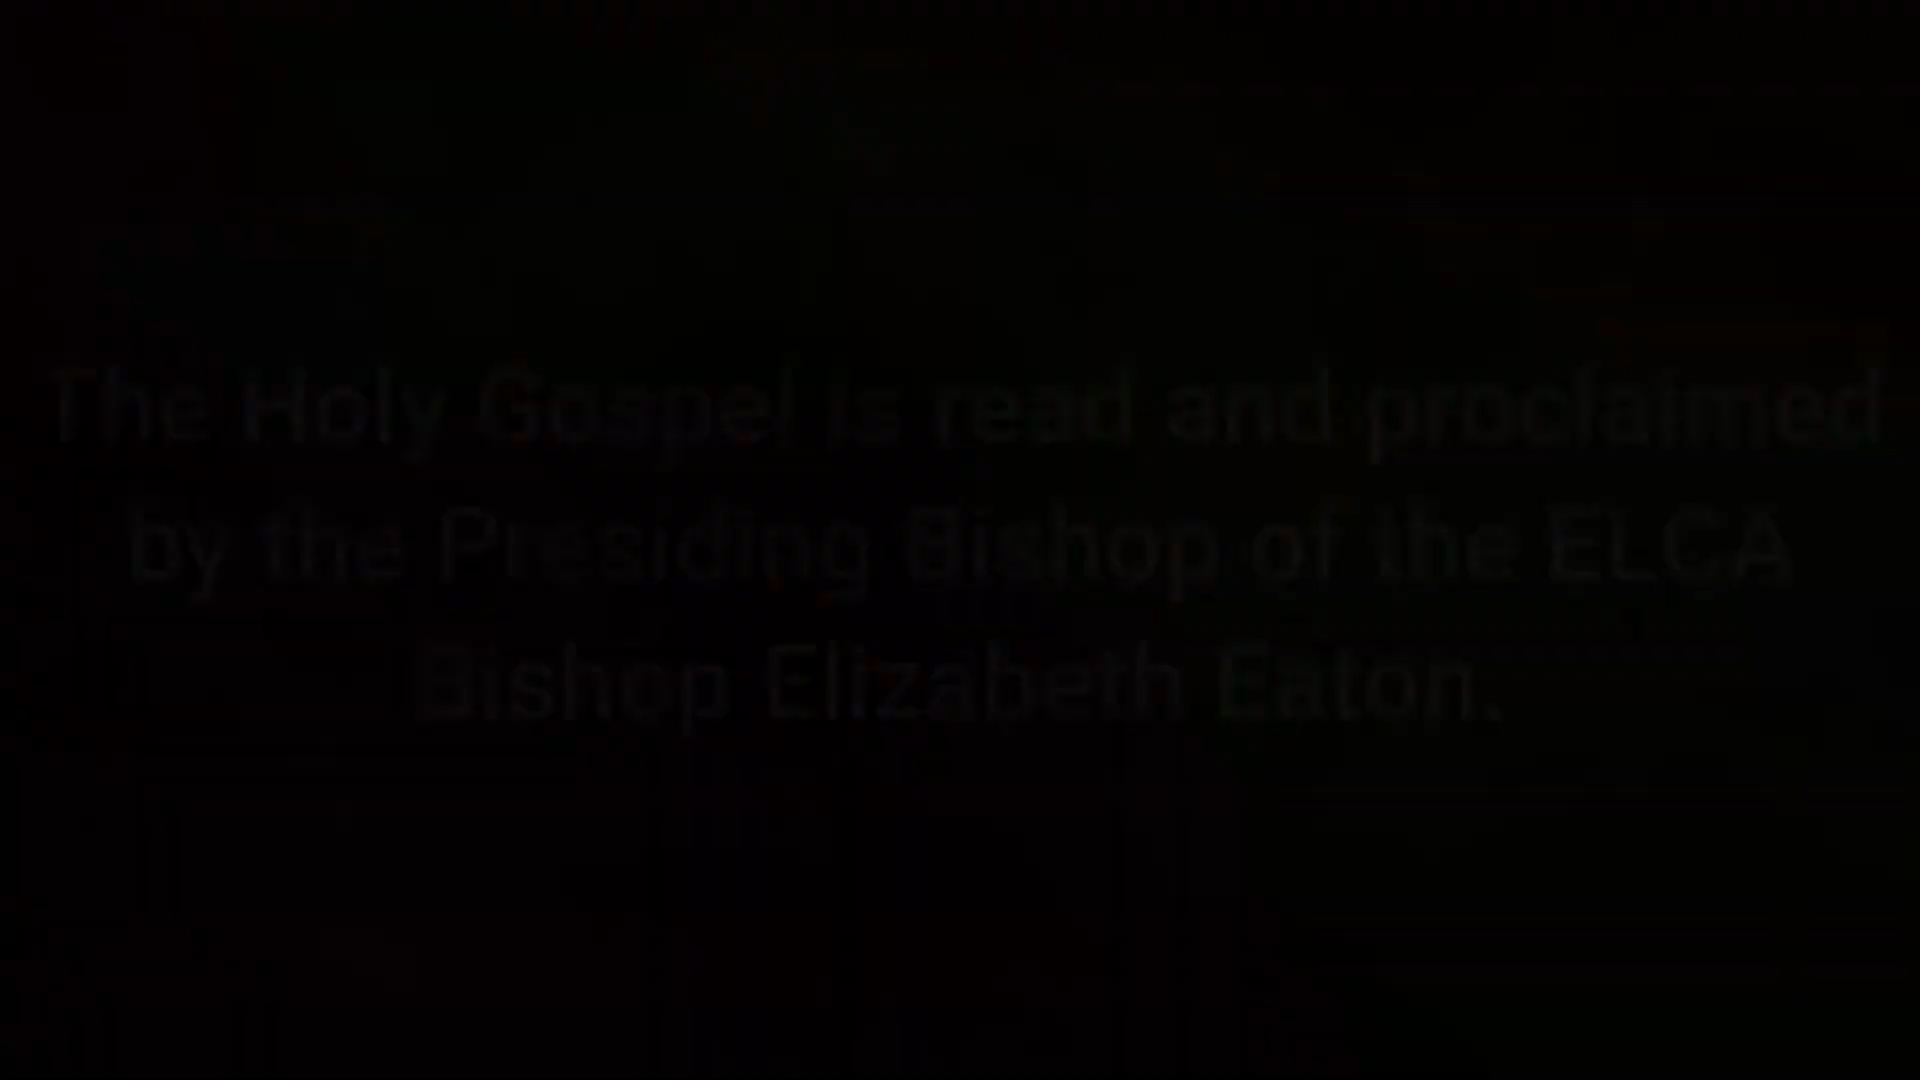 The Holy Gospel is read and proclaimed
by the Presiding Bishop of the ELCA
Bishop Elizabeth Eaton.